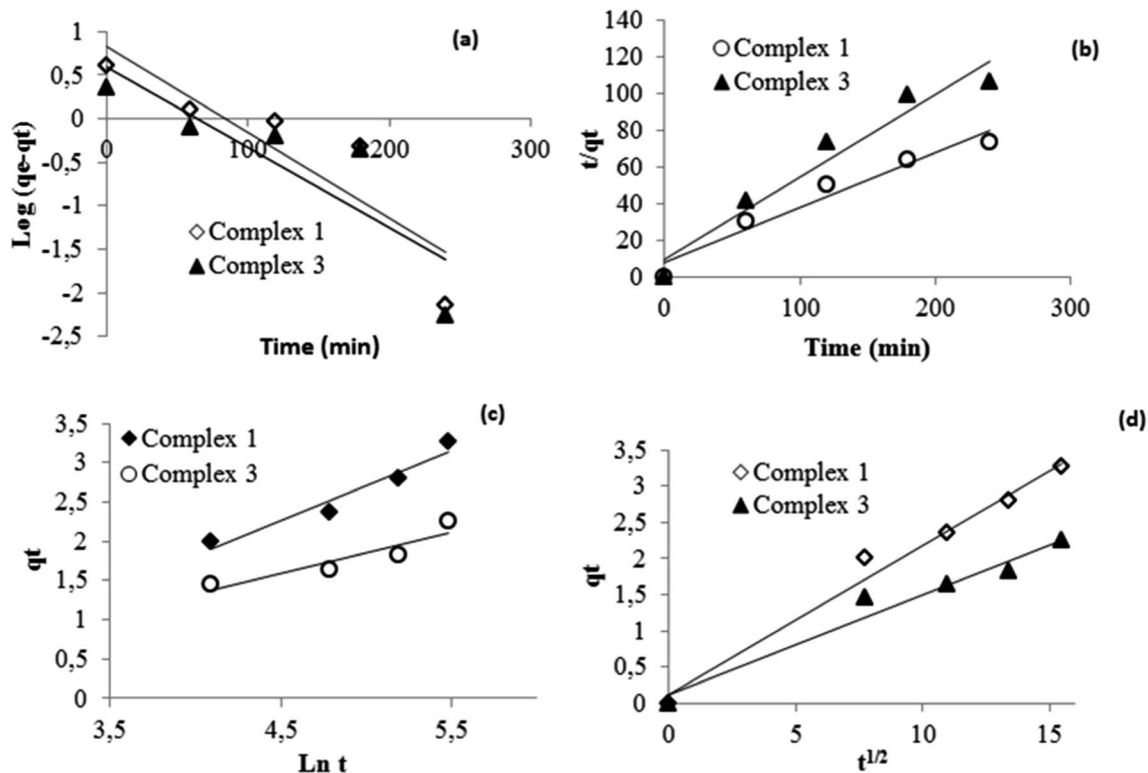 (a)
1
0,5
0
-0,5
-1
-1,5
-2
-2,5
0 100 200 300
Log (qe-qt)
Complex 1
Complex 3
Time (min)
(b)
140
120
100
80
60
40
20
0
0 100 200 300
t/qt
Complex 1
Complex 3
Time (min)
(c)
3,5
3
2,5
2
1,5
1
0,5
0
3,5 4,5 5,5
qt
Complex 1
Complex 3
Ln t
(d)
3,5
3
2,5
2
1,5
1
0,5
0
0 5 10 15
qt
Complex 1
Complex 3
t1/2